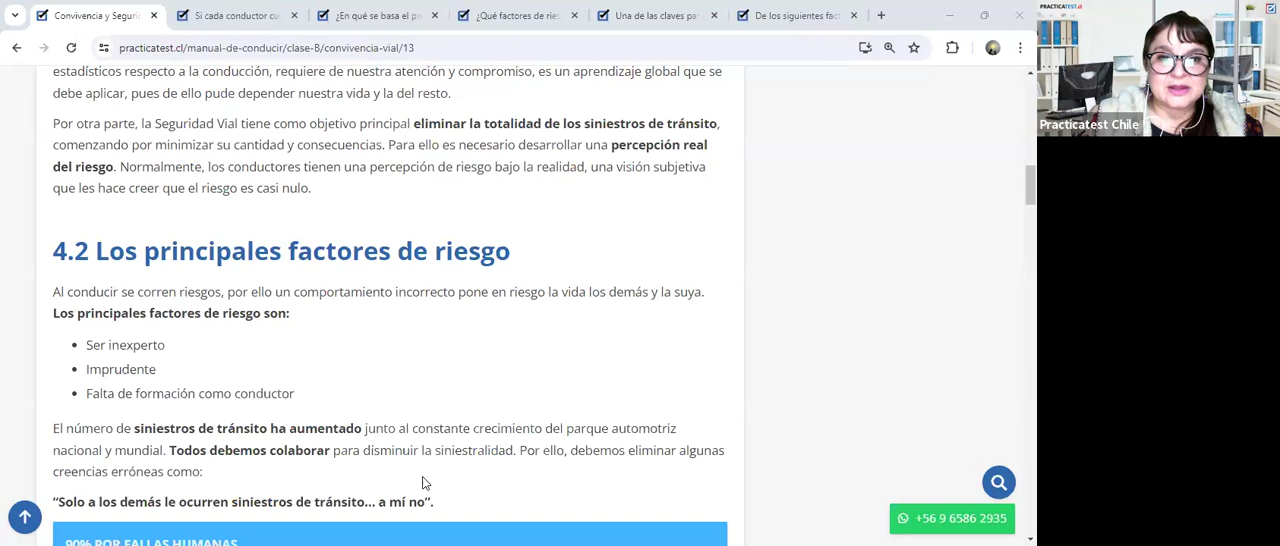 Convivencia y Seguri
Si cada conductor cu
¿En qué se basa el pr
¿Qué factores de rie
Una de las claves pa
De los siguientes fac
practicatest.cl/manual-de-conducir/clase-B/convivencia-vial/13
PRACTICATEST.cl
Practicatest Chile
estadísticos respecto a la conducción, requiere de nuestra atención y compromiso, es un aprendizaje global que se
debe aplicar, pues de ello pude depender nuestra vida y la del resto.
Por otra parte, la Seguridad Vial tiene como objetivo principal eliminar la totalidad de los siniestros de tránsito,
comenzando por minimizar su cantidad y consecuencias. Para ello es necesario desarrollar una percepción real
del riesgo. Normalmente, los conductores tienen una percepción de riesgo bajo la realidad, una visión subjetiva
que les hace creer que el riesgo es casi nulo.
4.2 Los principales factores de riesgo
Al conducir se corren riesgos, por ello un comportamiento incorrecto pone en riesgo la vida los demás y la suya.
Los principales factores de riesgo son:
• Ser inexperto
• Imprudente
• Falta de formación como conductor
El número de siniestros de tránsito ha aumentado junto al constante crecimiento del parque automotriz
nacional y mundial. Todos debemos colaborar para disminuir la siniestralidad. Por ello, debemos eliminar algunas
creencias erróneas como:
“Solo a los demás le ocurren siniestros de tránsito... a mí no”.
90% POR FALLAS HUMANAS
+56 9 6586 2935